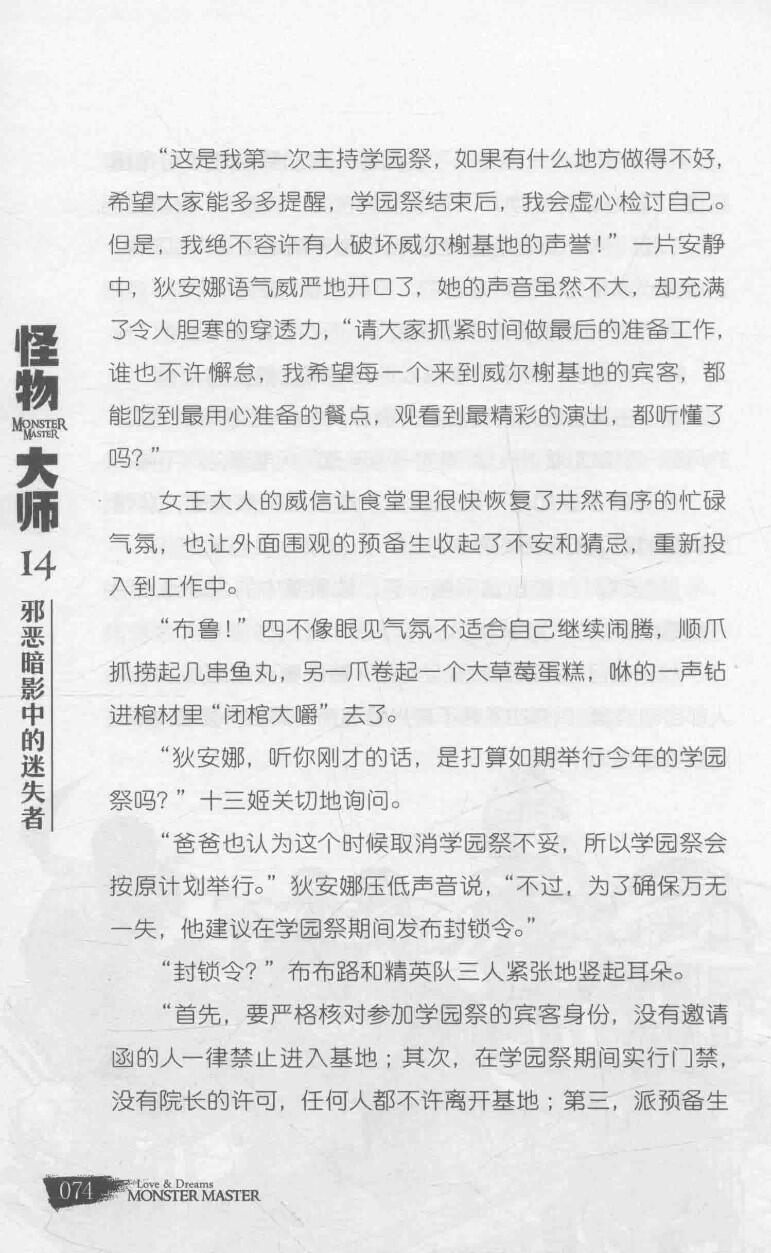 “这是我第一次主持学园祭，如果有什么地方做得不好，
希望大家能多多提醒，学园祭结束后，我会虚心检讨自己。
但是，我绝不容许有人破坏威尔榭基地的声誉！”一片安静
中，狄安娜语气威严地开口了，她的声音虽然不大，却充满
了令人胆寒的穿透力，“请大家抓紧时间做最后的准备工作，
谁也不许懈怠，我希望每一个来到威尔榭基地的宾客，都
能吃到最用心准备的餐点，观看到最精彩的演出，都听懂了
吗？”
女王大人的威信让食堂里很快恢复了井然有序的忙碌
气氛，也让外面围观的预备生收起了不安和猜忌，重新投
入到工作中。
“布鲁！”四不像眼见气氛不适合自己继续闹腾，顺爪
抓捞起几串鱼丸，另一爪卷起一个大草莓蛋糕，咻的一声钻
进棺材里“闭棺大嚼”去了。
“狄安娜，听你刚才的话，是打算如期举行今年的学园
祭吗？”十三姬关切地询问。
“爸爸也认为这个时候取消学园祭不妥，所以学园祭会
按原计划举行。”狄安娜压低声音说，“不过，为了确保万无
一失，他建议在学园祭期间发布封锁令。”
“封锁令？”布布路和精英队三人紧张地竖起耳朵。
“首先，要严格核对参加学园祭的宾客身份，没有邀请
函的人一律禁止进入基地；其次，在学园祭期间实行门禁，
没有院长的许可，任何人都不许离开基地；第三，派预备生
怪物
MONSTER
MASTER
大师
14
邪恶暗影中的迷失者
074
Love & Dreams
MONSTER MASTER